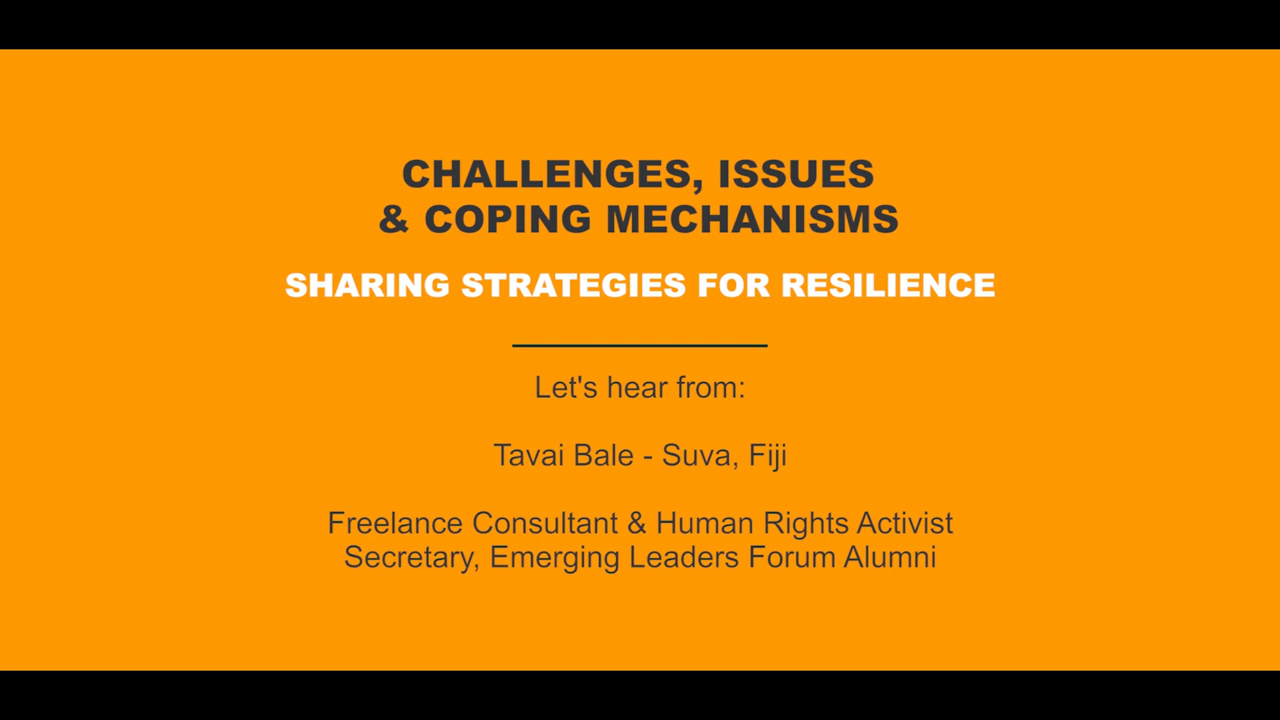 CHALLENGES, ISSUES
& COPING MECHANISMS
SHARING STRATEGIES FOR RESILIENCE
Let's hear from:
Tavai Bale - Suva, Fiji
Freelance Consultant & Human Rights Activist
Secretary, Emerging Leaders Forum Alumni